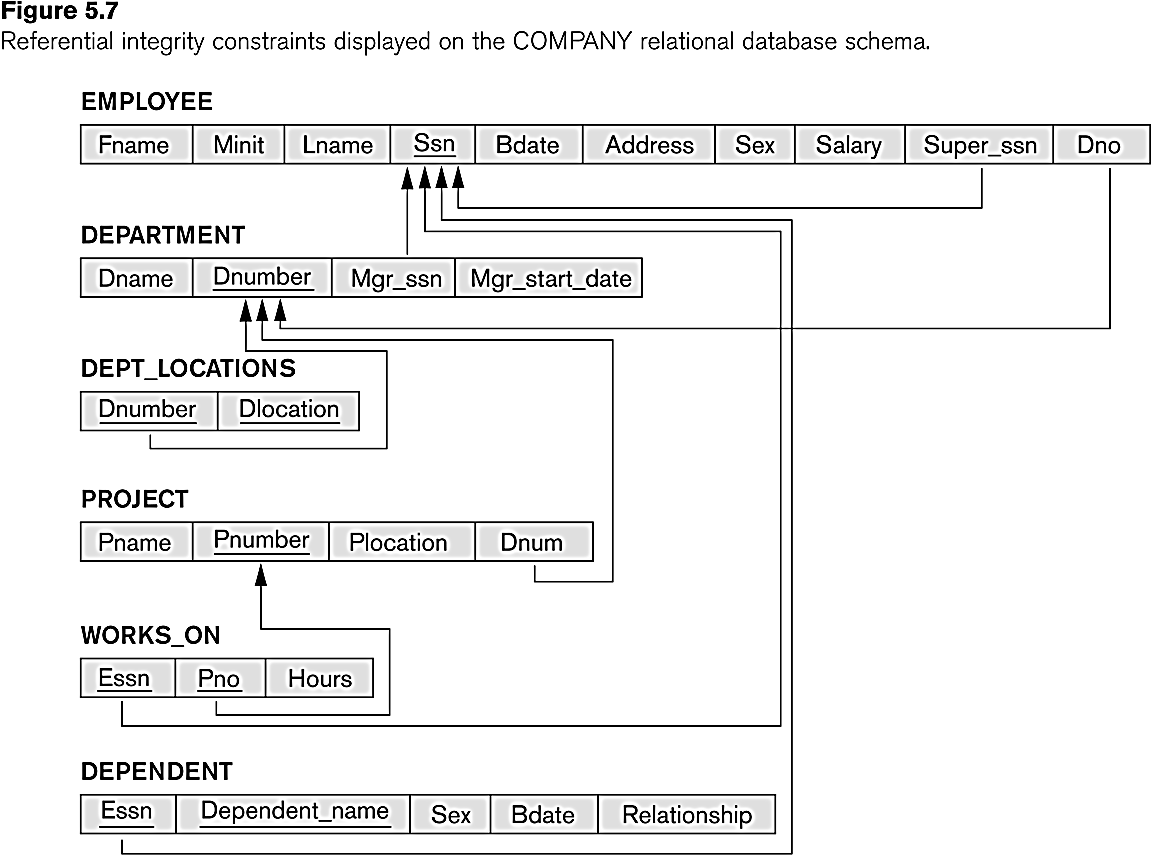 Figure 5.7
Referential integrity constraints displayed on the COMPANY relational database schema.
EMPLOYEE
Fname Minit Lname Ssn Bdate Address Sex Salary Super_ssn Dno
DEPARTMENT
Dname Dnumber Mgr_ssn Mgr_start_date
DEPT_LOCATIONS
Dnumber Dlocation
PROJECT
Pname Pnumber Plocation Dnum
WORKS_ON
Essn Pno Hours
DEPENDENT
Essn Dependent_name Sex Bdate Relationship